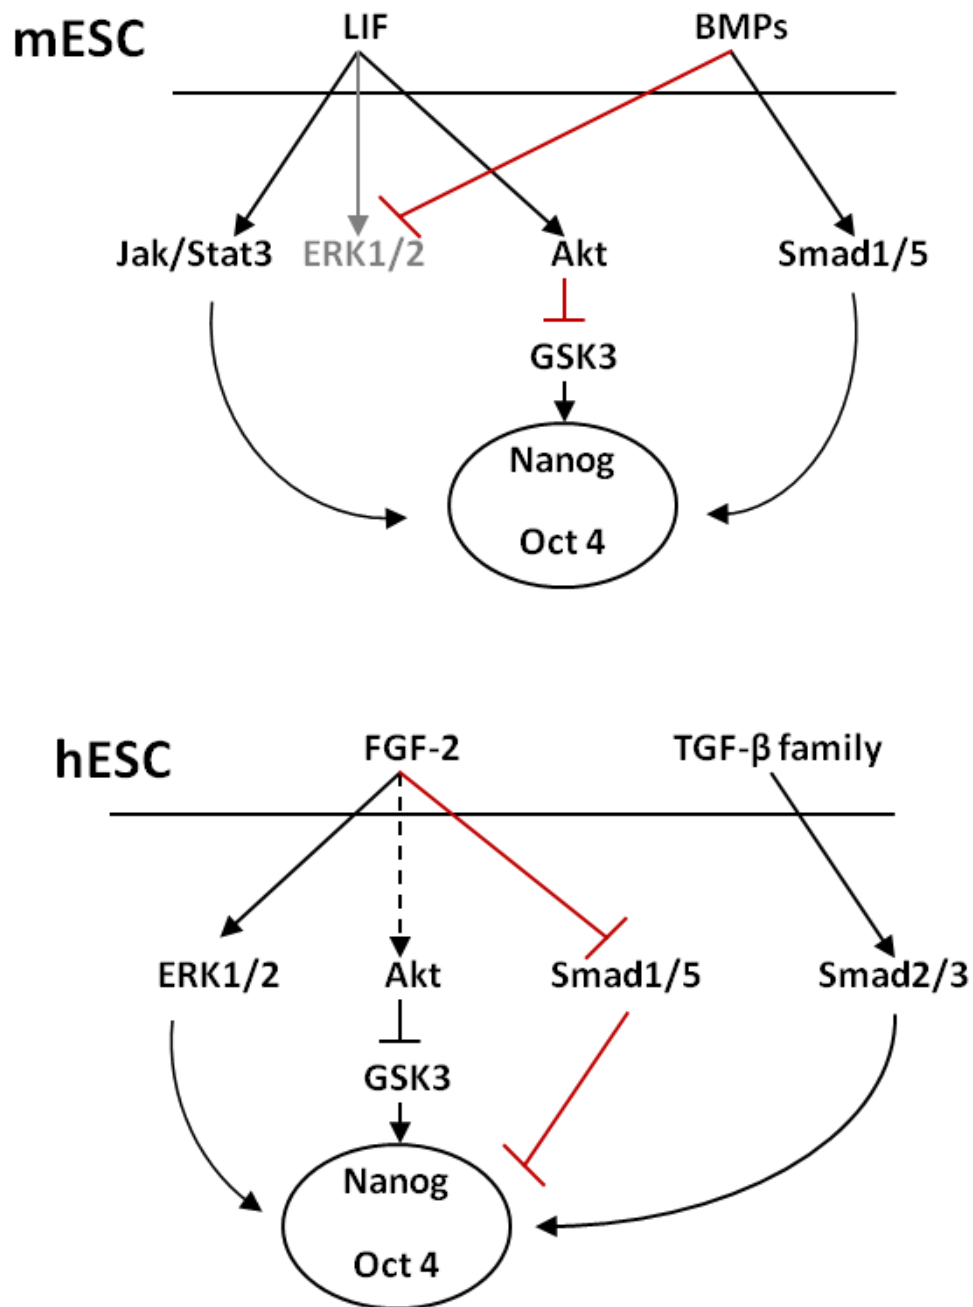 mESC
LIF
BMPs
Jak/Stat3
ERK1/2
Akt
Smad1/5
GSK3
Nanog
Oct 4
hESC
FGF-2
TGF-β family
ERK1/2
Akt
Smad1/5
Smad2/3
GSK3
Nanog
Oct 4